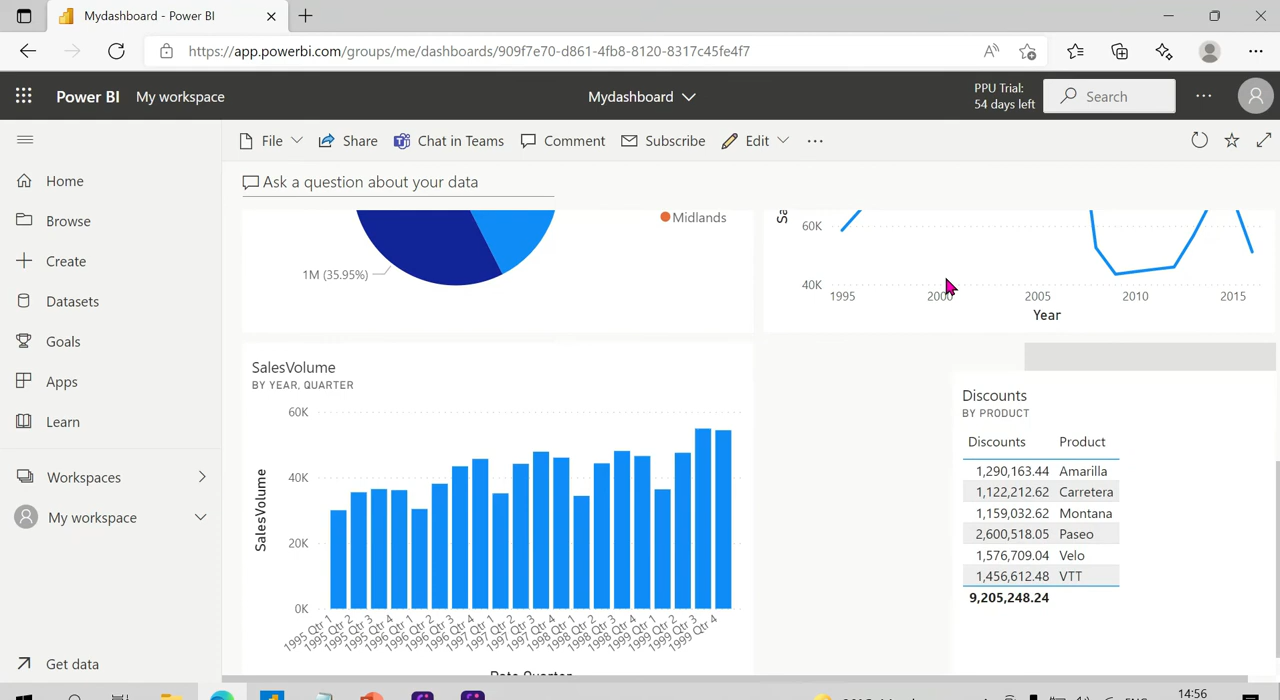 Mydashboard - Power BI
https://app.powerbi.com/groups/me/dashboards/909f7e70-d861-4fb8-8120-8317c45fe4f7
Power BI My workspace
Mydashboard
PPU Trial:
54 days left
Search
File Share Chat in Teams Comment Subscribe Edit
Ask a question about your data
Home
Browse
Create
Datasets
Goals
Apps
Learn
Workspaces
My workspace
Get data
Midlands
1M (35.95%)
60K
40K
1995 2000 2005 2010 2015
Year
SalesVolume
BY YEAR, QUARTER
60K
40K
20K
0K
SalesVolume
1995 Qtr 1
1995 Qtr 2
1995 Qtr 3
1995 Qtr 4
1996 Qtr 1
1996 Qtr 2
1996 Qtr 3
1996 Qtr 4
1997 Qtr 1
1997 Qtr 2
1997 Qtr 3
1997 Qtr 4
1998 Qtr 1
1998 Qtr 2
1998 Qtr 3
1998 Qtr 4
1999 Qtr 1
1999 Qtr 2
1999 Qtr 3
1999 Qtr 4
Discounts
BY PRODUCT
Discounts Product
1,290,163.44 Amarilla
1,122,212.62 Carretera
1,159,032.62 Montana
2,600,518.05 Paseo
1,576,709.04 Velo
1,456,612.48 VTT
9,205,248.24
14:56